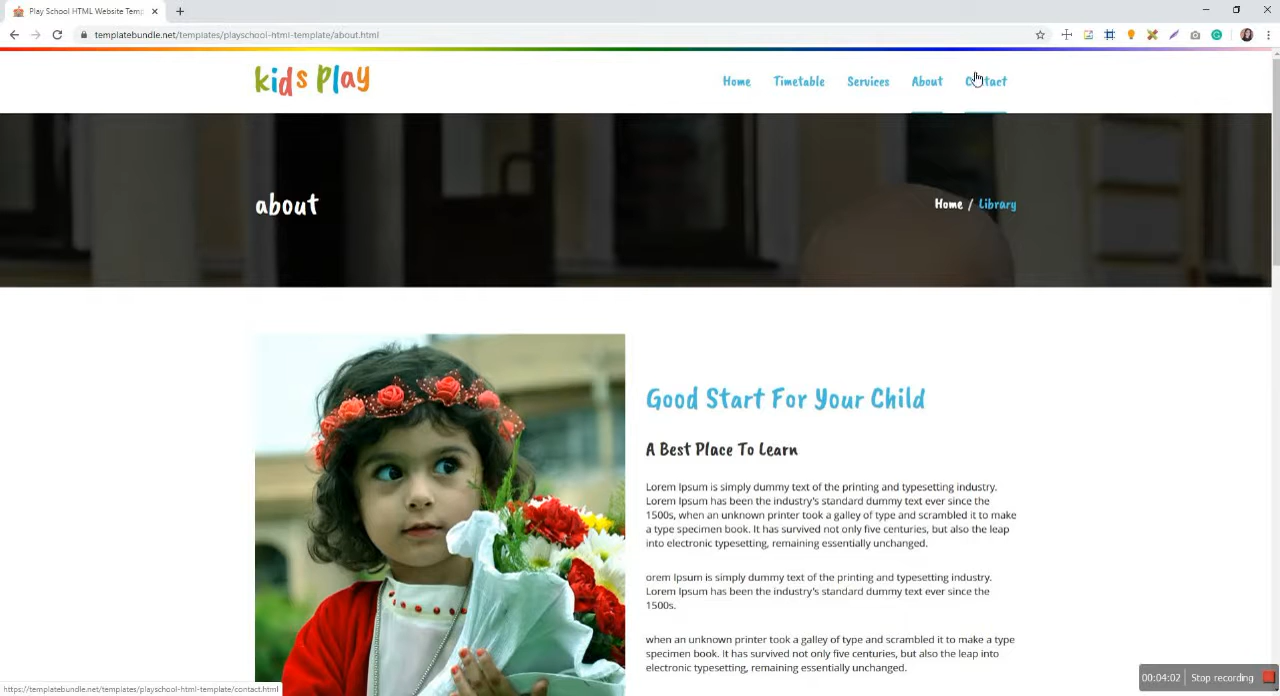 Play School HTML Website Tem
templatebundle.net/templates/playschool-html-template/about.html
kids Play
Home
Timetable
Services
About
Contact
about
Home / Library
Good Start For Your Child
A Best Place To Learn
Lorem Ipsum is simply dummy text of the printing and typesetting industry.
Lorem Ipsum has been the industry's standard dummy text ever since the
1500s, when an unknown printer took a galley of type and scrambled it to make
a type specimen book. It has survived not only five centuries, but also the leap
into electronic typesetting, remaining essentially unchanged.
orem Ipsum is simply dummy text of the printing and typesetting industry.
Lorem Ipsum has been the industry's standard dummy text ever since the
1500s.
when an unknown printer took a galley of type and scrambled it to make a type
specimen book. It has survived not only five centuries, but also the leap into
electronic typesetting, remaining essentially unchanged.
00:04:02
Stop recording
https://templatebundle.net/templates/playschool-html-template/contact.html